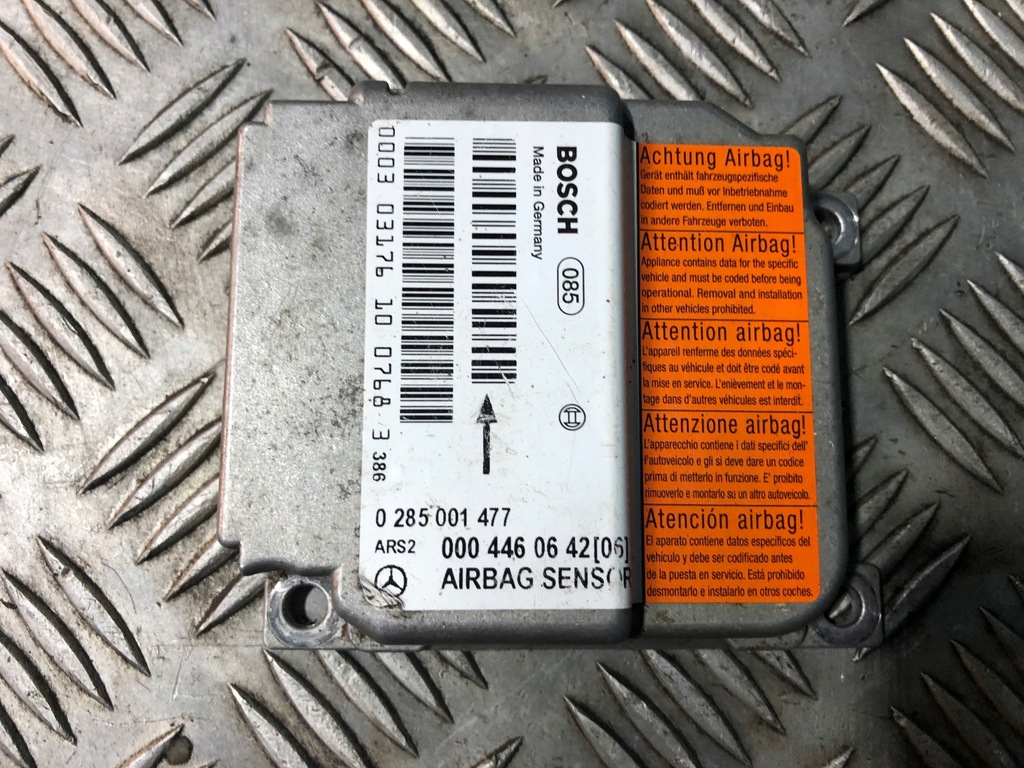 BOSCH
Made in Germany
085
0003 03176 10 0768 3 386
0 285 001 477
ARS2 000 446 06 42[06]
AIRBAG SENSOR
Achtung Airbag!
Gerät enthält fahrzeugspezifische
Daten und muß vor Inbetriebnahme
codiert werden. Entfernen und Einbau
in andere Fahrzeuge verboten.
Attention Airbag!
Appliance contains data for the specific
vehicle and must be coded before being
operational. Removal and installation
in other vehicles prohibited.
Attention airbag!
L'appareil renferme des données spéci-
fiques au véhicule et doit être codé avant
la mise en service. L'enièvement et le mon-
tage dans d'autres véhicules est interdit.
Attenzione airbag!
L'apparecchio contiene i dati specifici dell'
l'autoveicolo e gli si deve dare un codice
prima di metterlo in funzione. E' proibito
rimuoverlo e montarlo su un altro autoveicolo.
Atención airbag!
El aparato contiene datos específicos del
vehículo y debe ser codificado antes
de la puesta en servicio. Está prohibido
desmontarlo e instalarlo en otros coches.